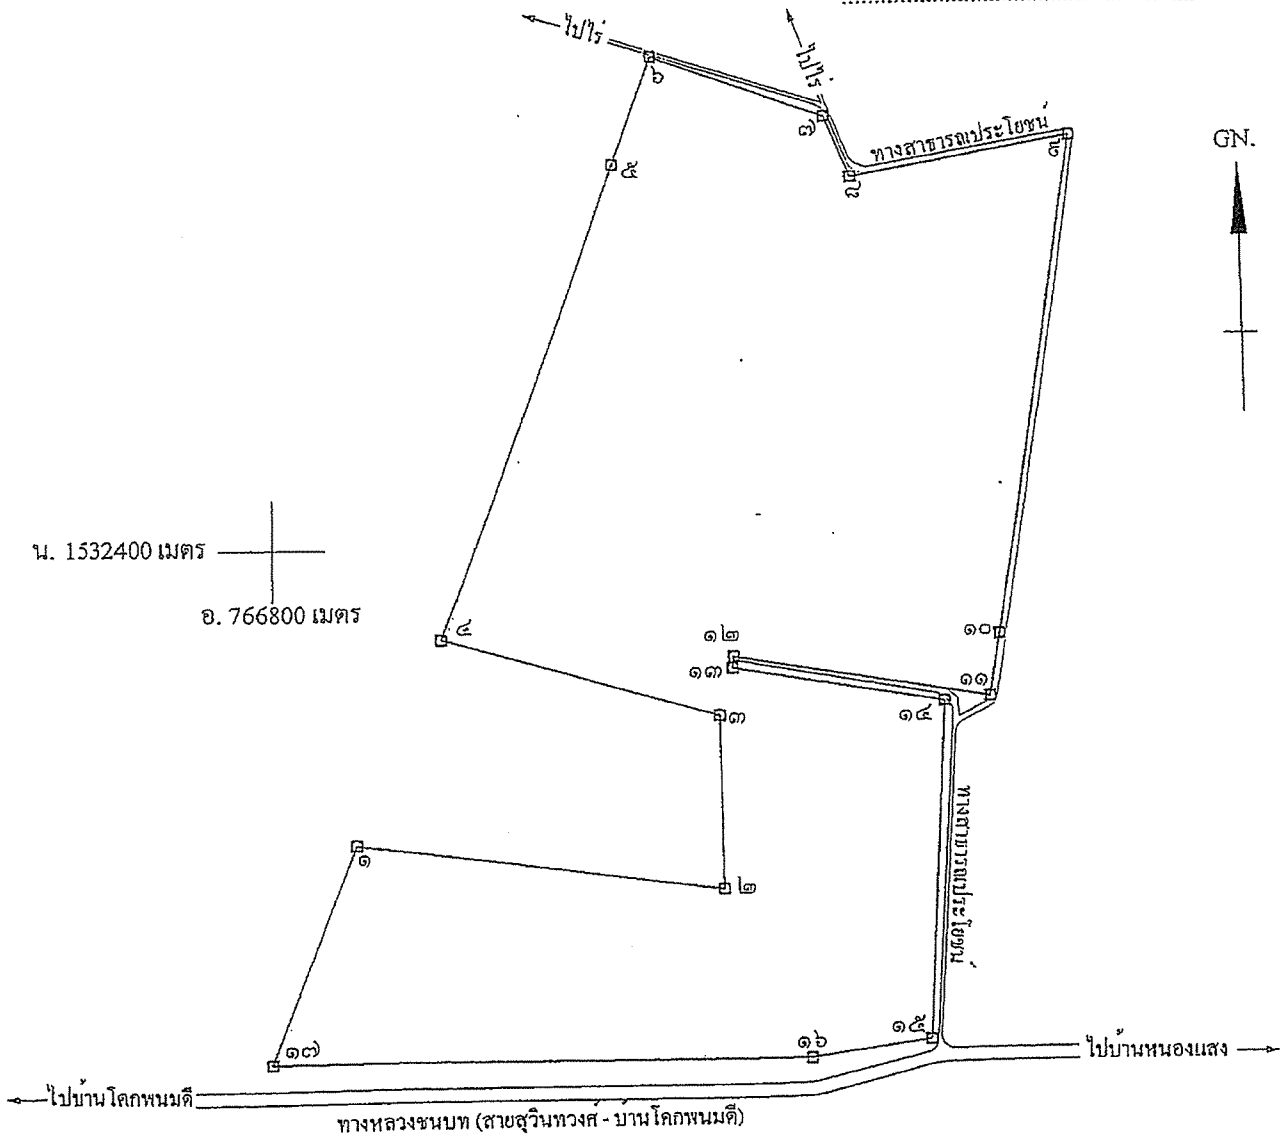 ไปไร่
ไปไร่
๖
๗
ทางสาธารณประโยชน์
๘
๙
GN.
๕
น. 1532400 เมตร
อ. 766800 เมตร
๔
๑๐
๑๒
๑๓
๑๑
๑๔
๓
ทางสาธารณประโยชน์
๑
๒
๑๕
๑๖
๑๗
ไปบ้านหนองแสง
ไปบ้านโคกพนมดี
ทางหลวงชนบท (สายสุวินทวงศ์ - บ้านโคกพนมดี)